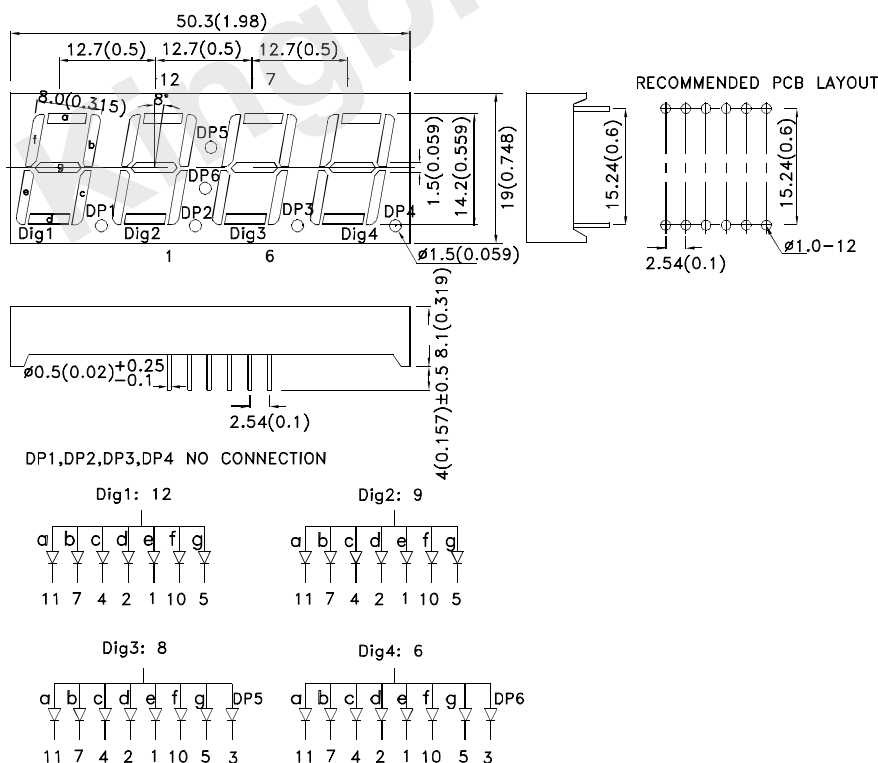 50.3(1.98)
12.7(0.5) 12.7(0.5) 12.7(0.5)
12 7
RECOMMENDED PCB LAYOUT
8.0(0.315) 8°
a
f b
g
e c
d
DP5
DP6
DP1 DP2 DP3 DP4
Dig1 Dig2 Dig3 Dig4
1 6
1.5(0.059)
14.2(0.559)
19(0.748)
ø1.5(0.059)
15.24(0.6)
15.24(0.6)
2.54(0.1)
ø1.0-12
ø0.5(0.02)+0.25
-0.1
2.54(0.1)
8.1(0.319)
4(0.157)±0.5
DP1,DP2,DP3,DP4 NO CONNECTION
Dig1: 12
a b c d e f g
11 7 4 2 1 10 5
Dig2: 9
a b c d e f g
11 7 4 2 1 10 5
Dig3: 8
a b c d e f g DP5
11 7 4 2 1 10 5 3
Dig4: 6
a b c d e f g DP6
11 7 4 2 1 10 5 3